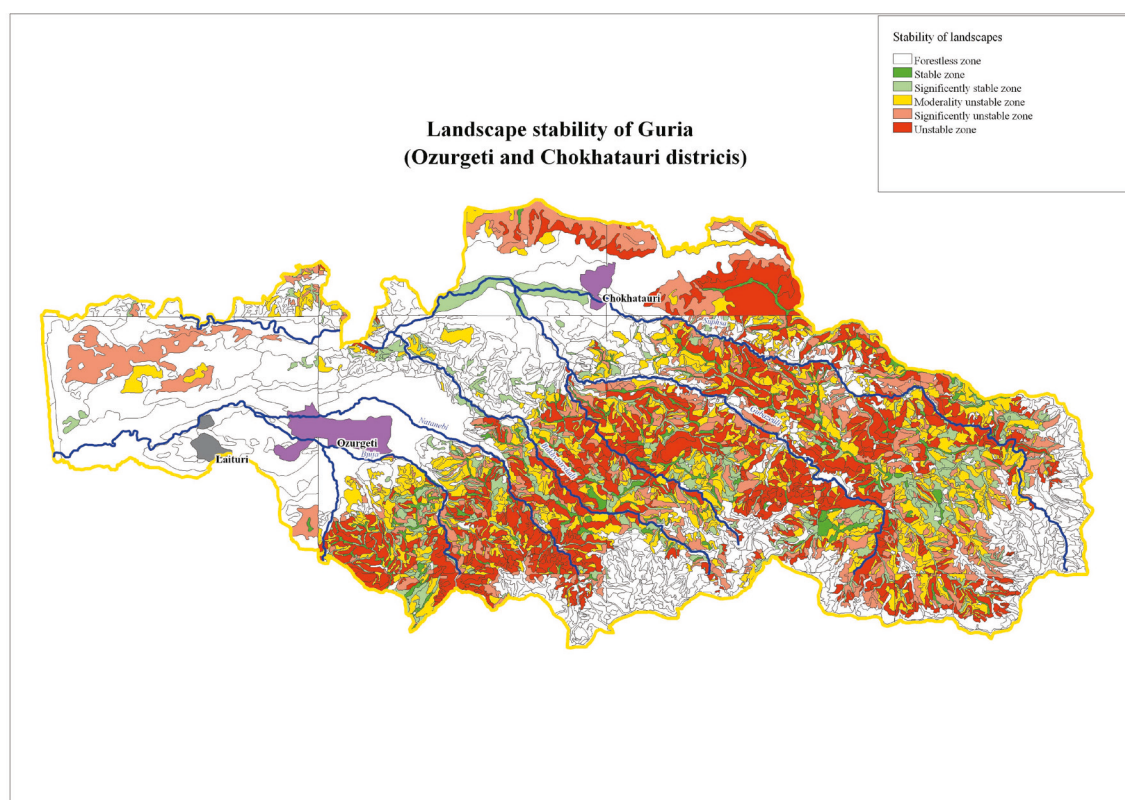 Stability of landscapes
Forestless zone
Stable zone
Significently stable zone
Moderality unstable zone
Significently unstable zone
Unstable zone
Landscape stability of Guria
(Ozurgeti and Chokhatauri districis)
Chokhatauri
Supsa
Natanebi
Ozurgeti
Laituri